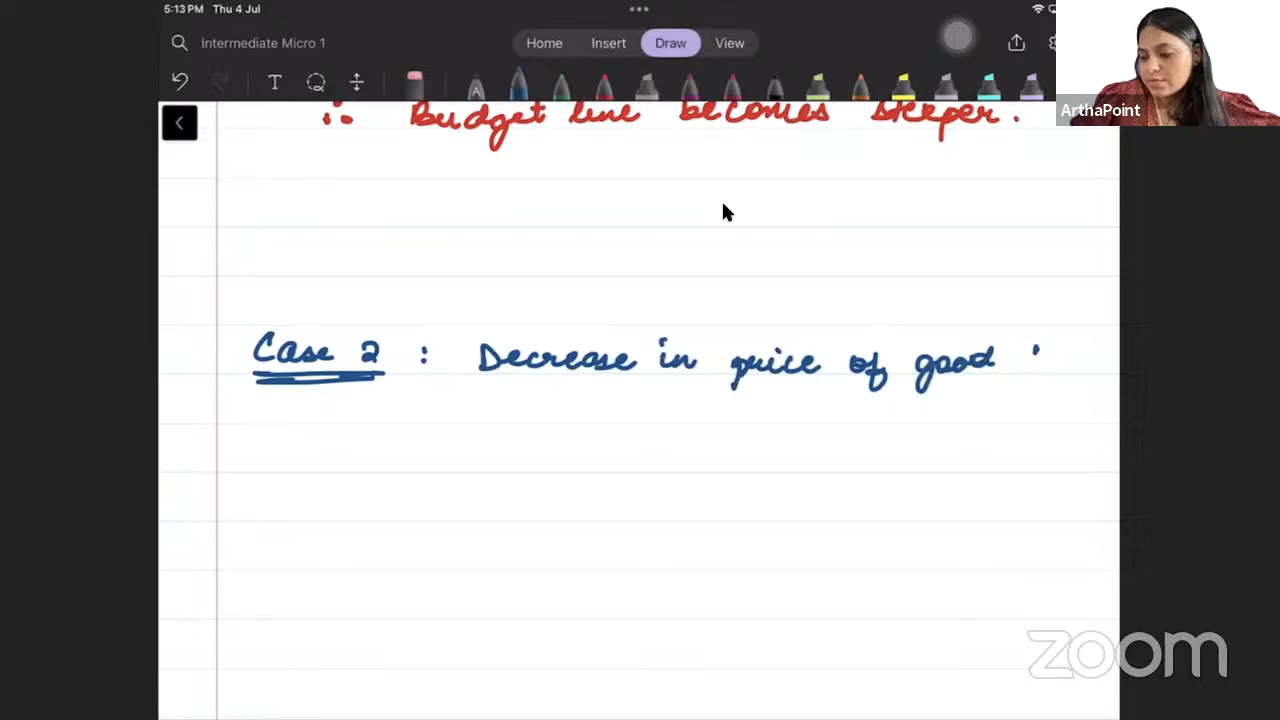 5:13 PM Thu 4 Jul
Intermediate Micro 1
Home Insert Draw View
A
ArthaPoint
∴ Budget line becomes steeper.
Case 2 : Decrease in price of good '
zoom